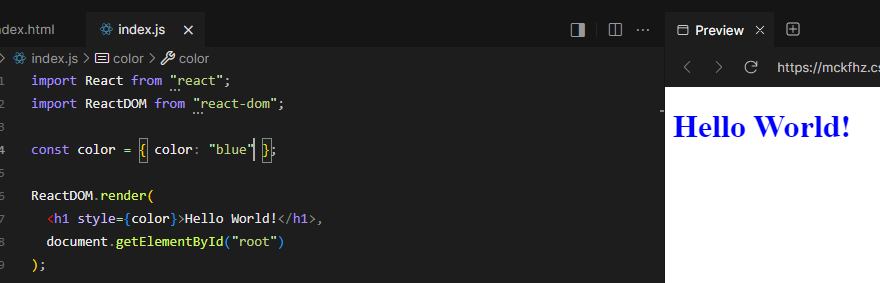 ndex.html
index.js
Preview
index.js > color > color
https://mckfhz.cs
1 import React from "react";
2 import ReactDOM from "react-dom";
3
4 const color = { color: "blue" };
5
6 ReactDOM.render(
7 <h1 style={color}>Hello World!</h1>,
8 document.getElementById("root")
9 );
Hello World!